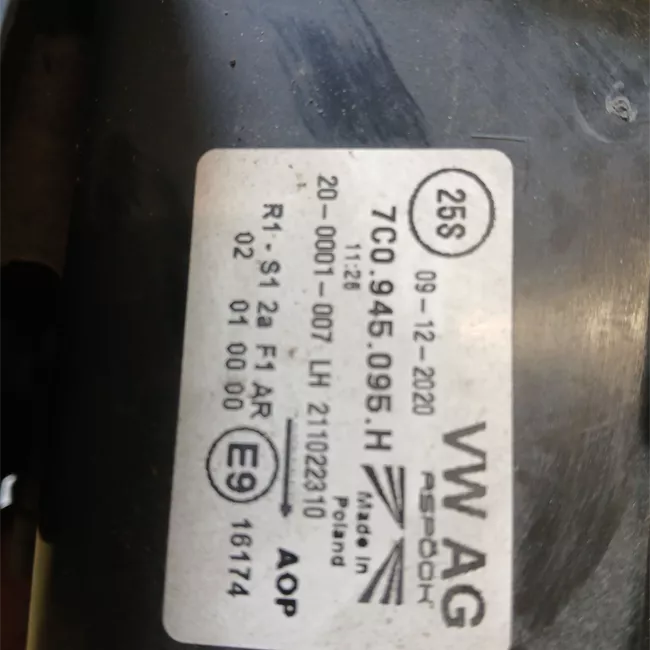 VW AG
25S 09-12-2020 ASPÖCK
7C0.945.095.H
11:26 Made in
Poland
20-0001-007 LH 211022310
R1 - S1 2a F1 AR AOP
02 01 00 00 E9 16174